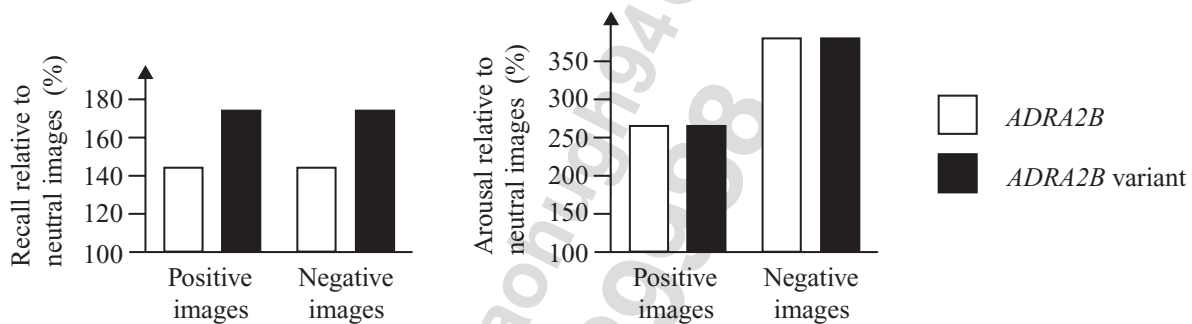 Recall relative to
neutral images (%)
180
160
140
120
100
Positive
images
Negative
images
Arousal relative to
neutral images (%)
350
300
250
200
150
100
Positive
images
Negative
images
ADRA2B
ADRA2B variant